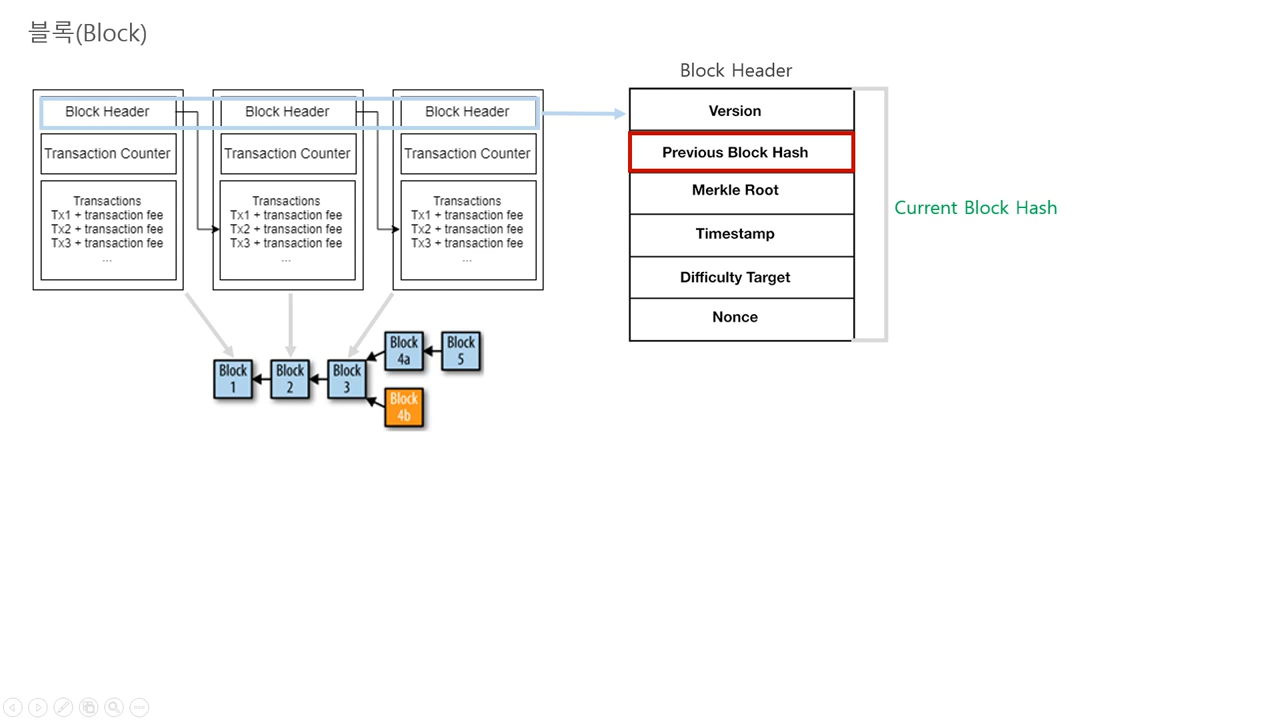 블록(Block)
Block Header
Transaction Counter
Transactions
Tx1 + transaction fee
Tx2 + transaction fee
Tx3 + transaction fee
...
Block Header
Transaction Counter
Transactions
Tx1 + transaction fee
Tx2 + transaction fee
Tx3 + transaction fee
...
Block Header
Transaction Counter
Transactions
Tx1 + transaction fee
Tx2 + transaction fee
Tx3 + transaction fee
...
Block
1
Block
2
Block
3
Block
4a
Block
5
Block
4b
Block Header
Version
Previous Block Hash
Merkle Root
Timestamp
Difficulty Target
Nonce
Current Block Hash